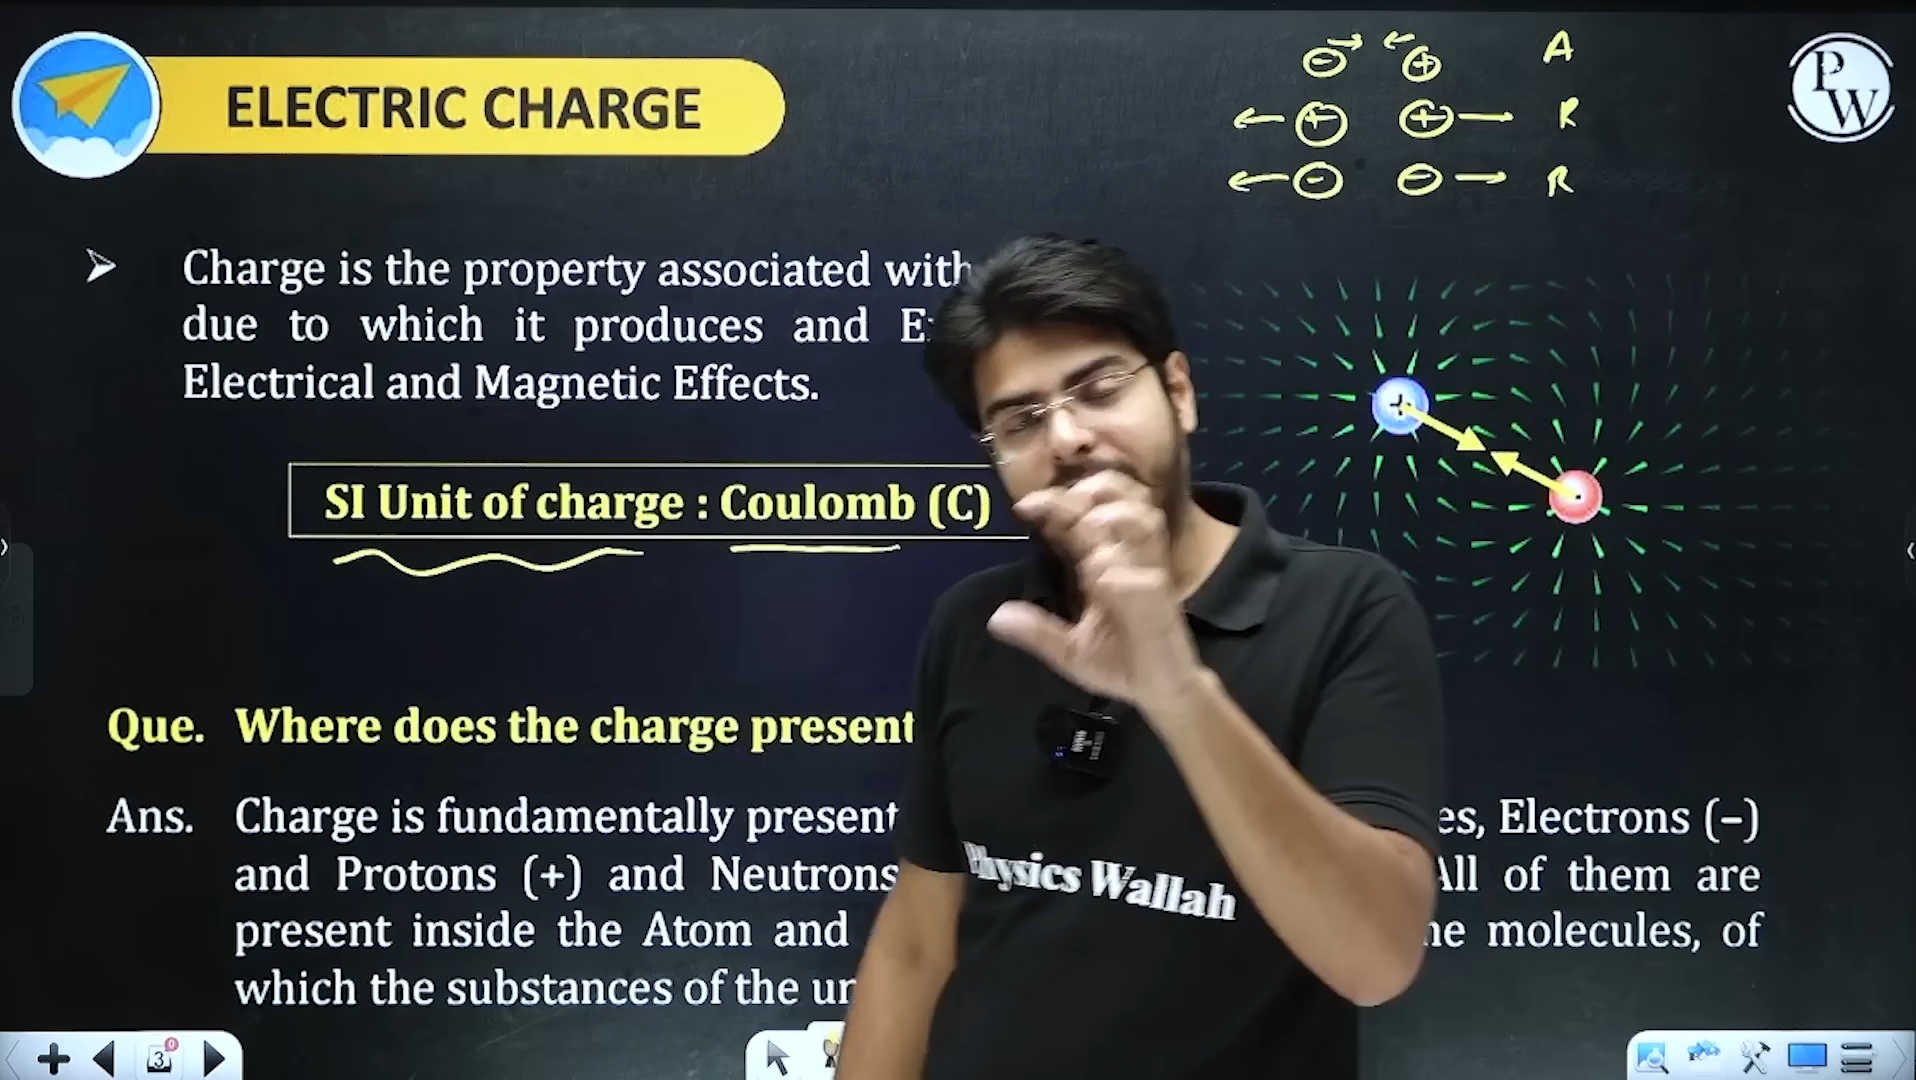 ELECTRIC CHARGE
⊖→ ←⊕ A
←⊕ ⊕→ R
←⊖ ⊖→ R
PW
➢ Charge is the property associated with
due to which it produces and
Electrical and Magnetic Effects.
+
SI Unit of charge : Coulomb (C)
Que. Where does the charge present
Ans. Charge is fundamentally present Electrons (–)
and Protons (+) and Neutrons All of them are
present inside the Atom and molecules, of
which the substances of the
Physics Wallah
3
0